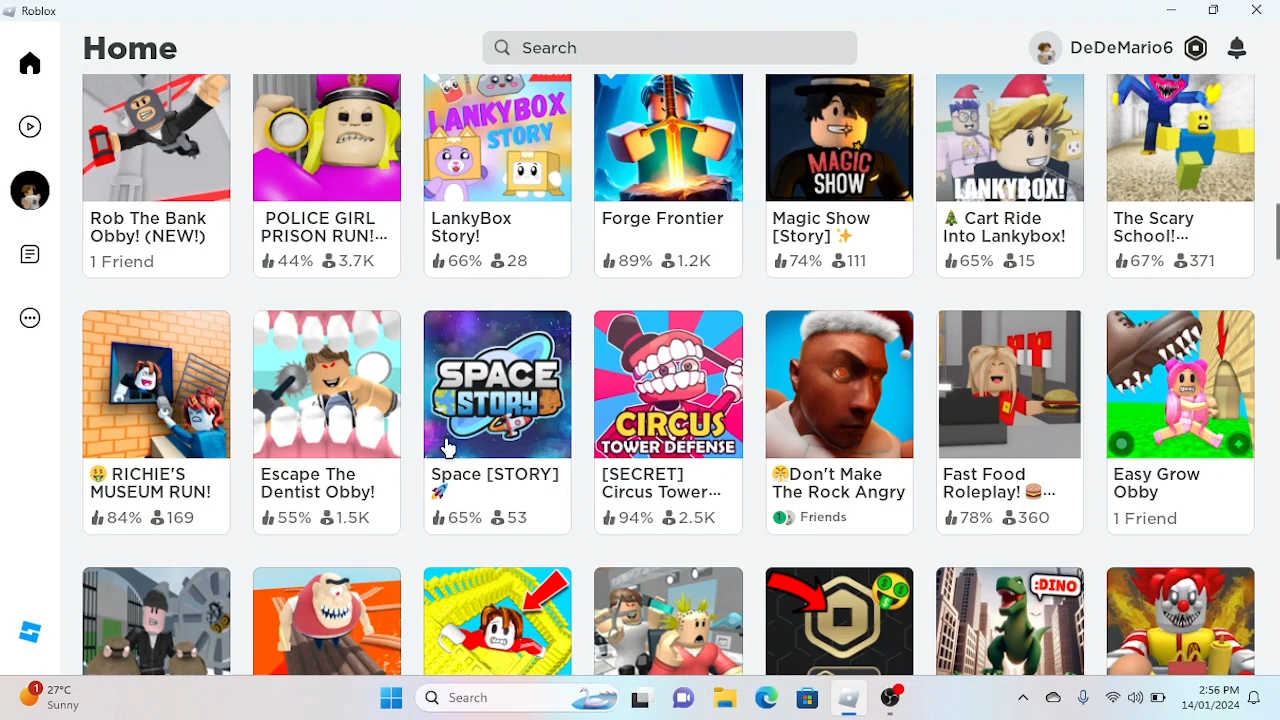 Roblox
Home
Search
DeDeMario6
LANKYBOX
STORY
MAGIC
SHOW
LANKYBOX!
Rob The Bank
Obby! (NEW!)
1 Friend
POLICE GIRL
PRISON RUN!...
44% 3.7K
LankyBox
Story!
66% 28
Forge Frontier
89% 1.2K
Magic Show
[Story] ✨
74% 111
🎄 Cart Ride
Into Lankybox!
65% 15
The Scary
School!...
67% 371
SPACE
STORY
CIRCUS
TOWER DEFENSE
🤑 RICHIE'S
MUSEUM RUN!
84% 169
Escape The
Dentist Obby!
55% 1.5K
Space [STORY]
🚀
65% 53
[SECRET]
Circus Tower...
94% 2.5K
😤Don't Make
The Rock Angry
1 Friends
Fast Food
Roleplay! 🍔...
78% 360
Easy Grow
Obby
1 Friend
:DINO
1
27°C
Sunny
Search
2:56 PM
14/01/2024